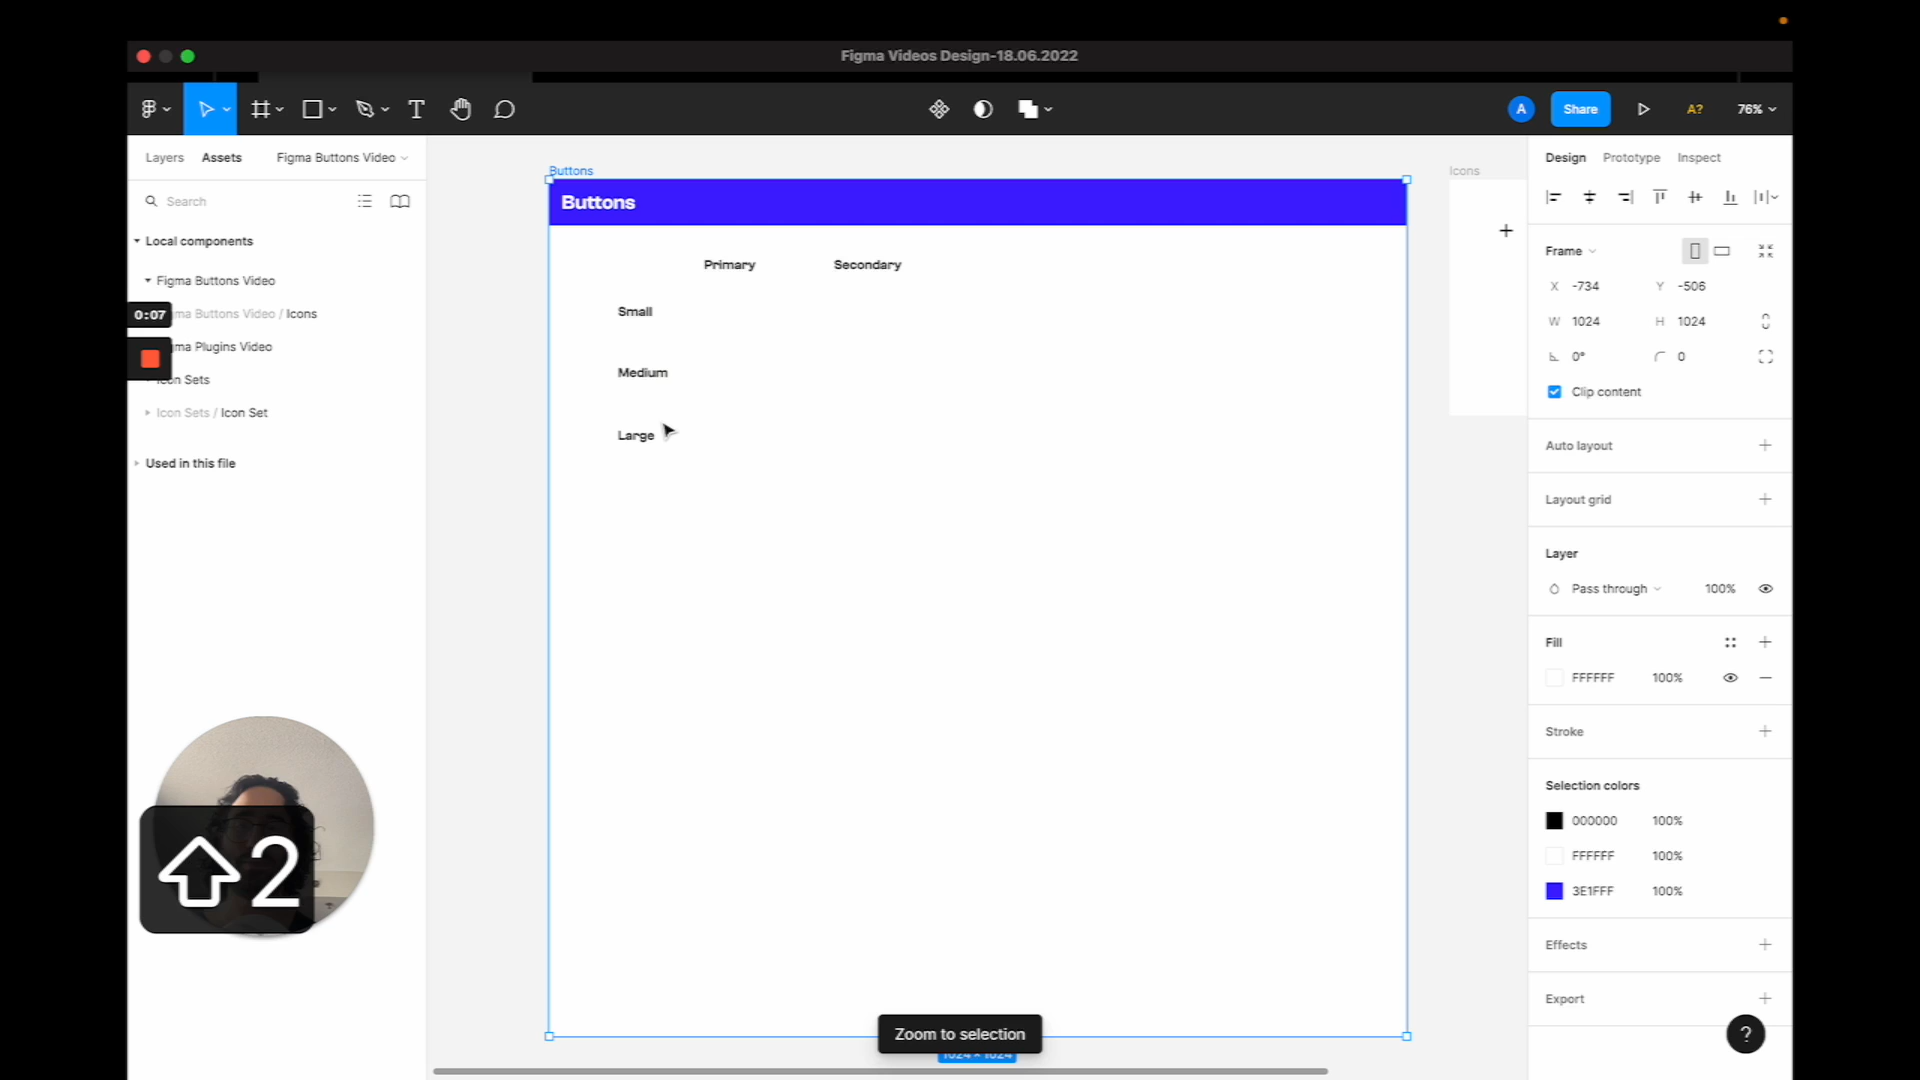 Figma Videos Design-18.06.2022
A
Share
A?
76%
Layers
Assets
Figma Buttons Video
Search
Local components
Figma Buttons Video
0:07
ma Buttons Video / Icons
ma Plugins Video
Icon Sets
Icon Sets / Icon Set
Used in this file
⇧2
Buttons
Buttons
Primary
Secondary
Small
Medium
Large
Zoom to selection
1024 × 1024
Icons
Design
Prototype
Inspect
Frame
X -734
Y -506
W 1024
H 1024
0°
0
Clip content
Auto layout
Layout grid
Layer
Pass through
100%
Fill
FFFFFF 100%
Stroke
Selection colors
000000 100%
FFFFFF 100%
3E1FFF 100%
Effects
Export
?